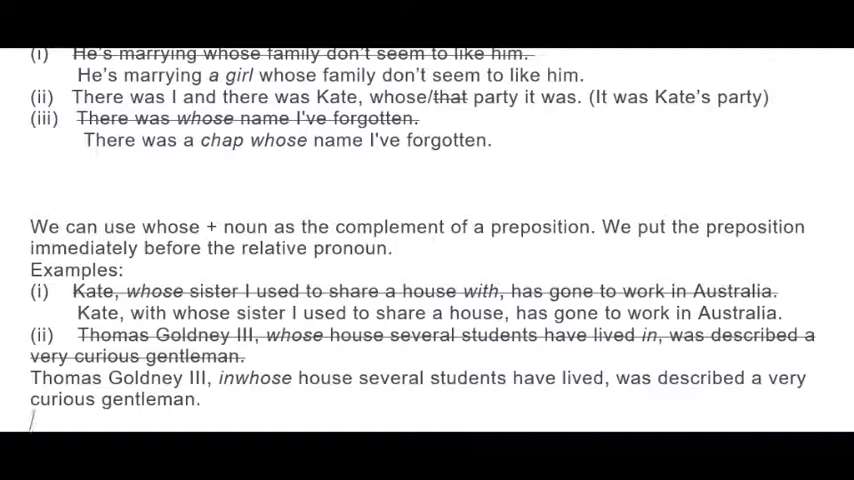 (i) He's marrying whose family don't seem to like him.
He's marrying a girl whose family don't seem to like him.
(ii) There was I and there was Kate, whose/that party it was. (It was Kate's party)
(iii) There was whose name I've forgotten.
There was a chap whose name I've forgotten.
We can use whose + noun as the complement of a preposition. We put the preposition
immediately before the relative pronoun.
Examples:
(i) Kate, whose sister I used to share a house with, has gone to work in Australia.
Kate, with whose sister I used to share a house, has gone to work in Australia.
(ii) Thomas Goldney III, whose house several students have lived in, was described a
very curious gentleman.
Thomas Goldney III, inwhose house several students have lived, was described a very
curious gentleman.